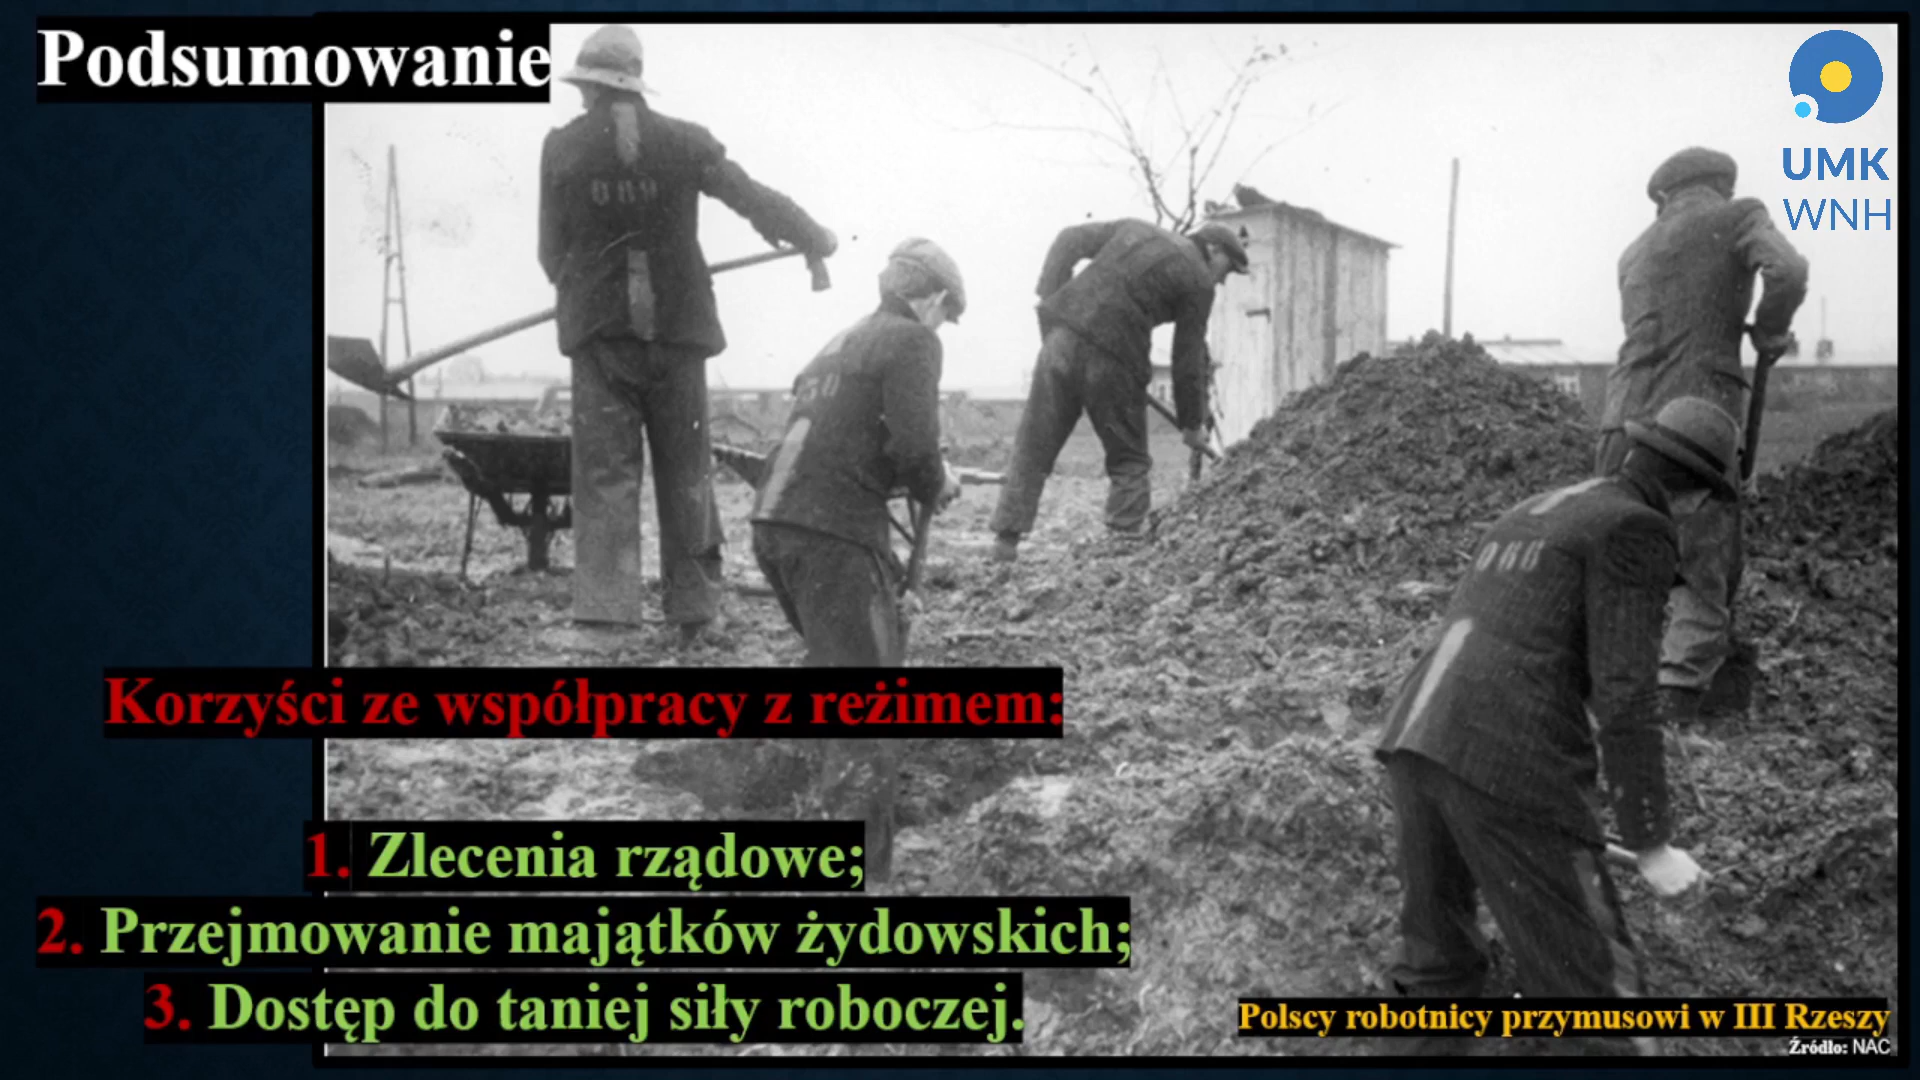 Podsumowanie
UMK
WNH
Korzyści ze współpracy z reżimem:
1. Zlecenia rządowe;
2. Przejmowanie majątków żydowskich;
3. Dostęp do taniej siły roboczej.
Polscy robotnicy przymusowi w III Rzeszy
Źródło: NAC